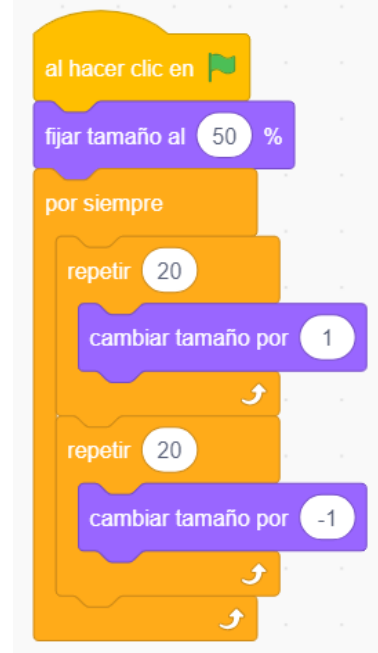 al hacer clic en
fijar tamaño al 50 %
por siempre
repetir 20
cambiar tamaño por 1
repetir 20
cambiar tamaño por -1